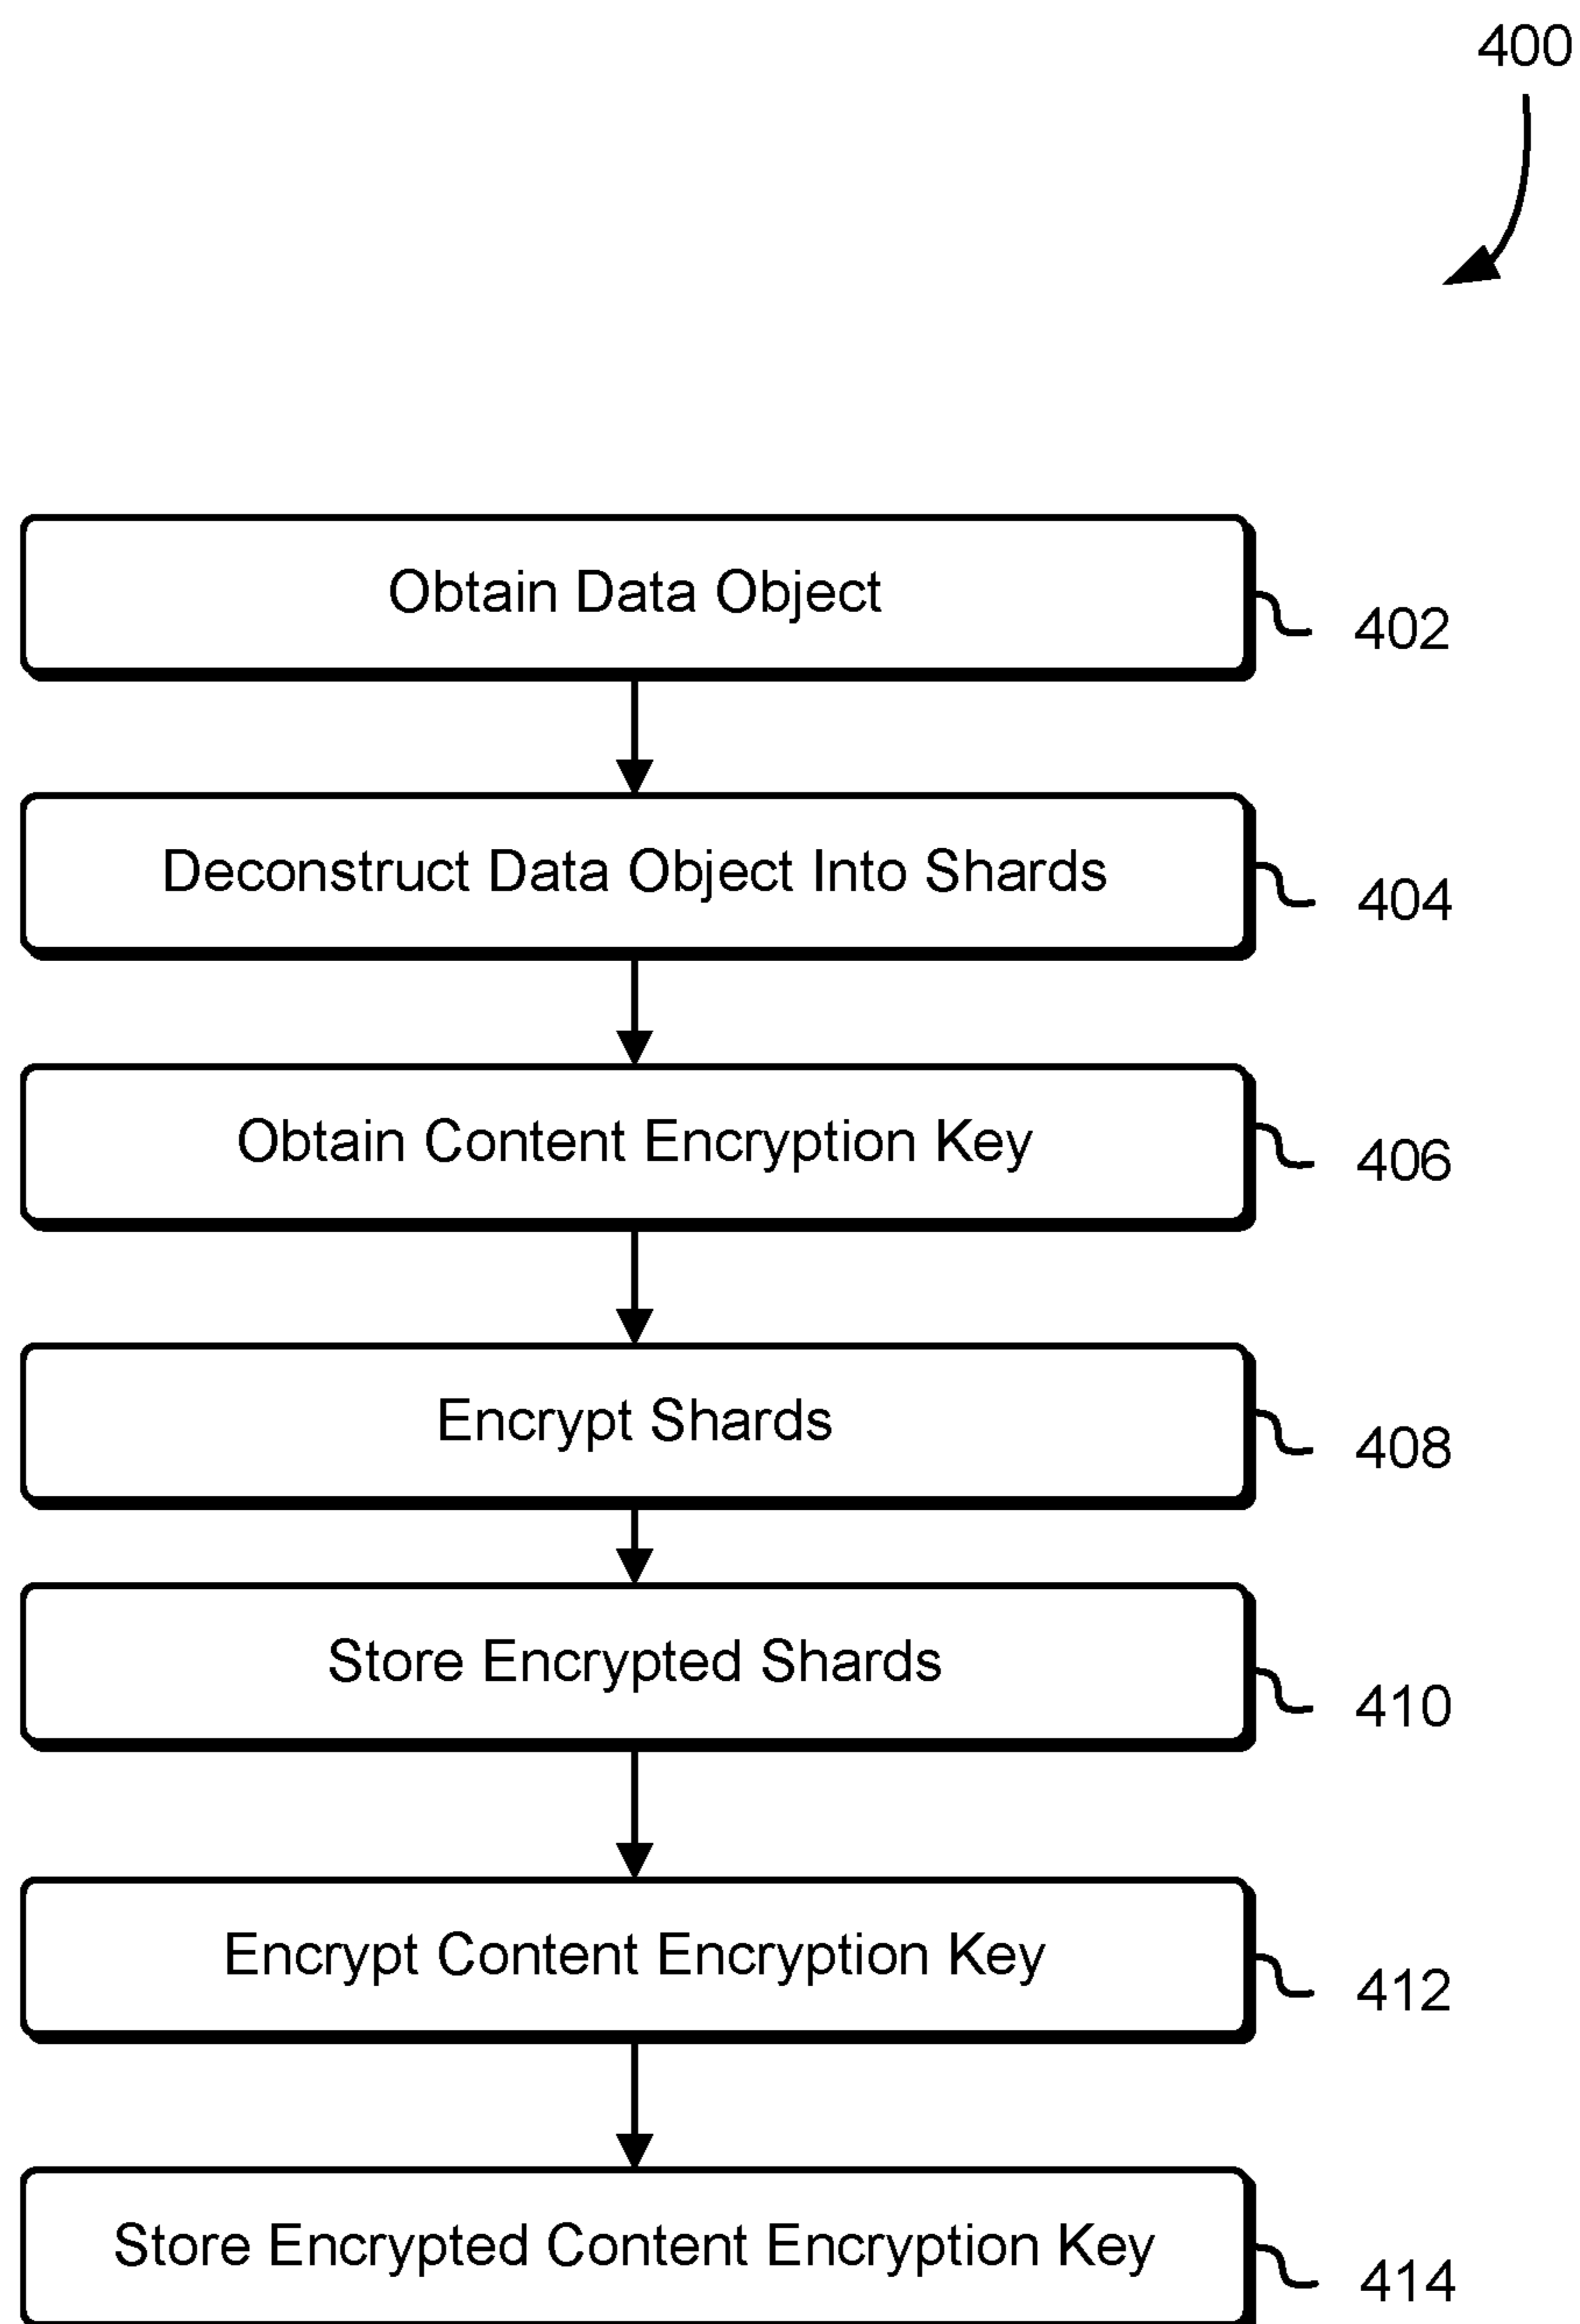 400
Obtain Data Object
402
Deconstruct Data Object Into Shards
404
Obtain Content Encryption Key
406
Encrypt Shards
408
Store Encrypted Shards
410
Encrypt Content Encryption Key
412
Store Encrypted Content Encryption Key
414